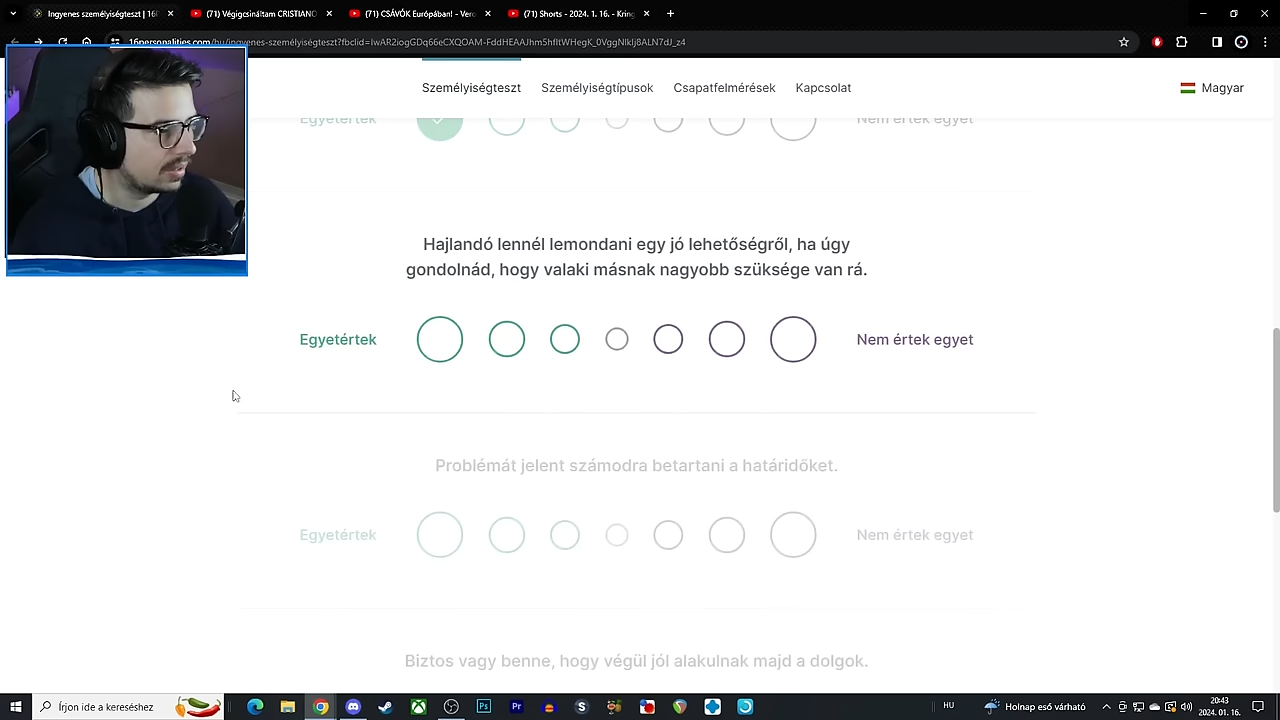 Ingyenes személyiségteszt | 16P
(71) Végigcsináltam CRISTIANO
(71) CSÁVÓK Európában! - Ver
(71) Shorts - 2024. 1. 16. - Kring
16personalities.com/hu/ingyenes-személyiségteszt?fbclid=
Személyiségteszt
Személyiségtípusok
Csapatfelmérések
Kapcsolat
Magyar
Egyetértek
Nem értek egyet
Hajlandó lennél lemondani egy jó lehetőségről, ha úgy
gondolnád, hogy valaki másnak nagyobb szüksége van rá.
Egyetértek
Nem értek egyet
Problémát jelent számodra betartani a határidőket.
Egyetértek
Nem értek egyet
Biztos vagy benne, hogy végül jól alakulnak majd a dolgok.
Írjon ide a kereséshez
HU
Holnap eső várható
20:43
2024. 01. 16.